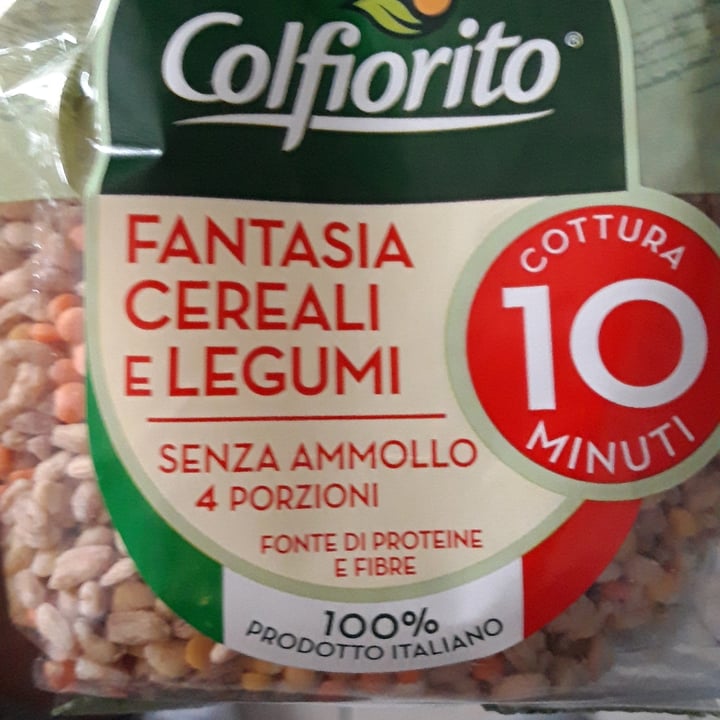 Colfiorito®
FANTASIA
CEREALI
E LEGUMI
SENZA AMMOLLO
4 PORZIONI
FONTE DI PROTEINE
E FIBRE
COTTURA
10
MINUTI
100%
PRODOTTO ITALIANO